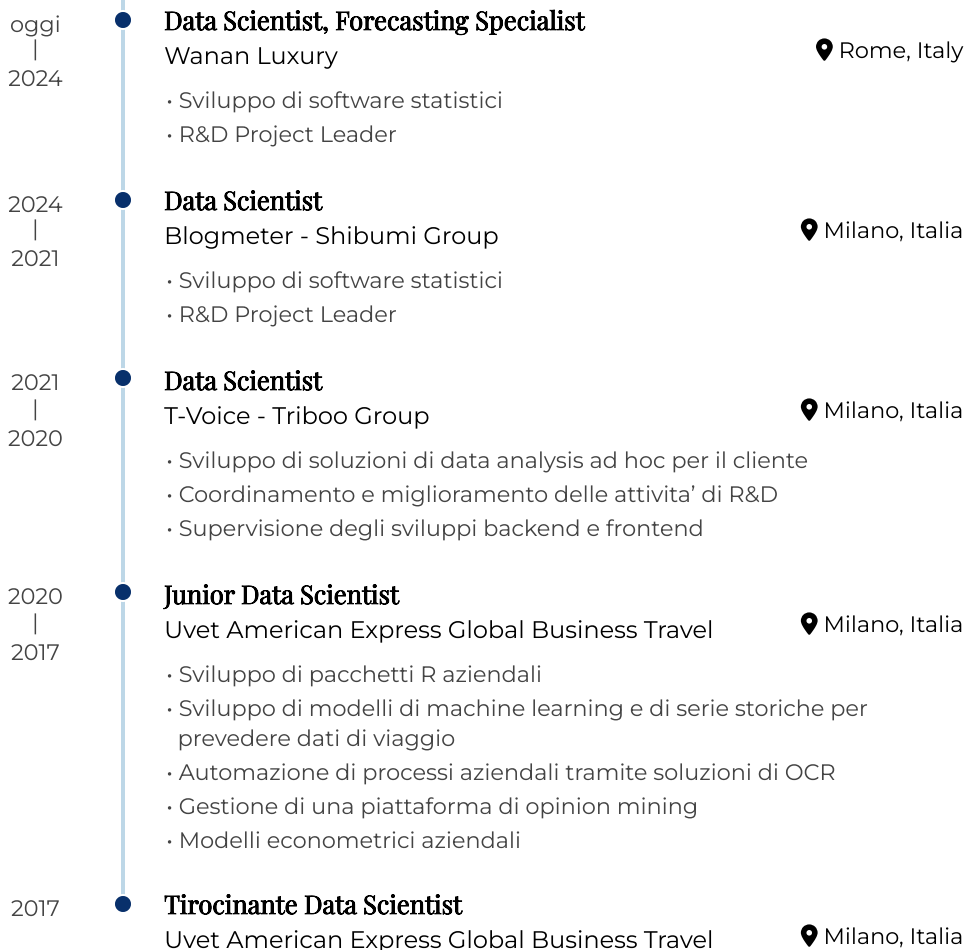 oggi
|
2024
Data Scientist, Forecasting Specialist
Wanan Luxury
Rome, Italy
• Sviluppo di software statistici
• R&D Project Leader
2024
|
2021
Data Scientist
Blogmeter - Shibumi Group
Milano, Italia
• Sviluppo di software statistici
• R&D Project Leader
2021
|
2020
Data Scientist
T-Voice - Triboo Group
Milano, Italia
• Sviluppo di soluzioni di data analysis ad hoc per il cliente
• Coordinamento e miglioramento delle attivita’ di R&D
• Supervisione degli sviluppi backend e frontend
2020
|
2017
Junior Data Scientist
Uvet American Express Global Business Travel
Milano, Italia
• Sviluppo di pacchetti R aziendali
• Sviluppo di modelli di machine learning e di serie storiche per
prevedere dati di viaggio
• Automazione di processi aziendali tramite soluzioni di OCR
• Gestione di una piattaforma di opinion mining
• Modelli econometrici aziendali
2017
Tirocinante Data Scientist
Uvet American Express Global Business Travel
Milano, Italia